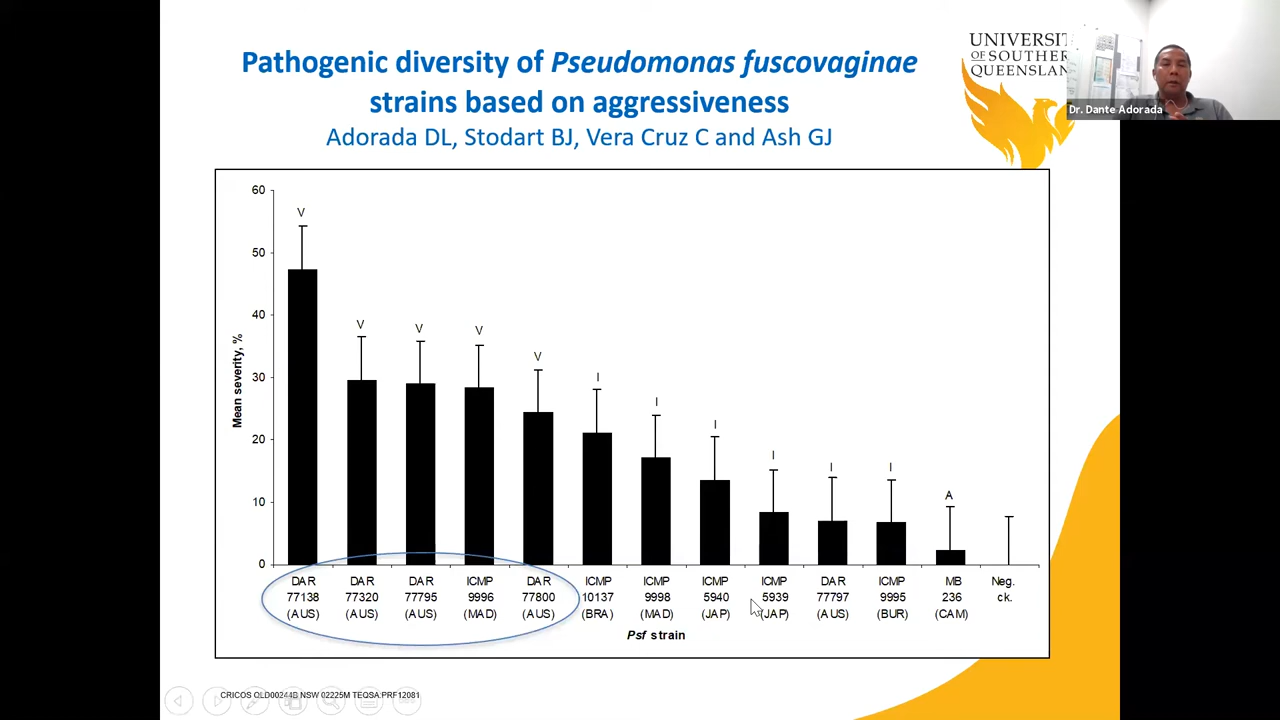 Pathogenic diversity of Pseudomonas fuscovaginae
strains based on aggressiveness
Adorada DL, Stodart BJ, Vera Cruz C and Ash GJ
UNIVERSIT
OF SOUTHER
QUEENSLAN
Dr. Dante Adorada
60
50
40
30
20
10
0
Mean severity, %
V
V
V
V
V
I
I
I
I
I
I
A
DAR DAR DAR ICMP DAR ICMP ICMP ICMP ICMP DAR ICMP MB Neg.
77138 77320 77795 9996 77800 10137 9998 5940 5939 77797 9995 236 ck.
(AUS) (AUS) (AUS) (MAD) (AUS) (BRA) (MAD) (JAP) (JAP) (AUS) (BUR) (CAM)
Psf strain
CRICOS QLD00244B NSW 02225M TEQSA:PRF12081